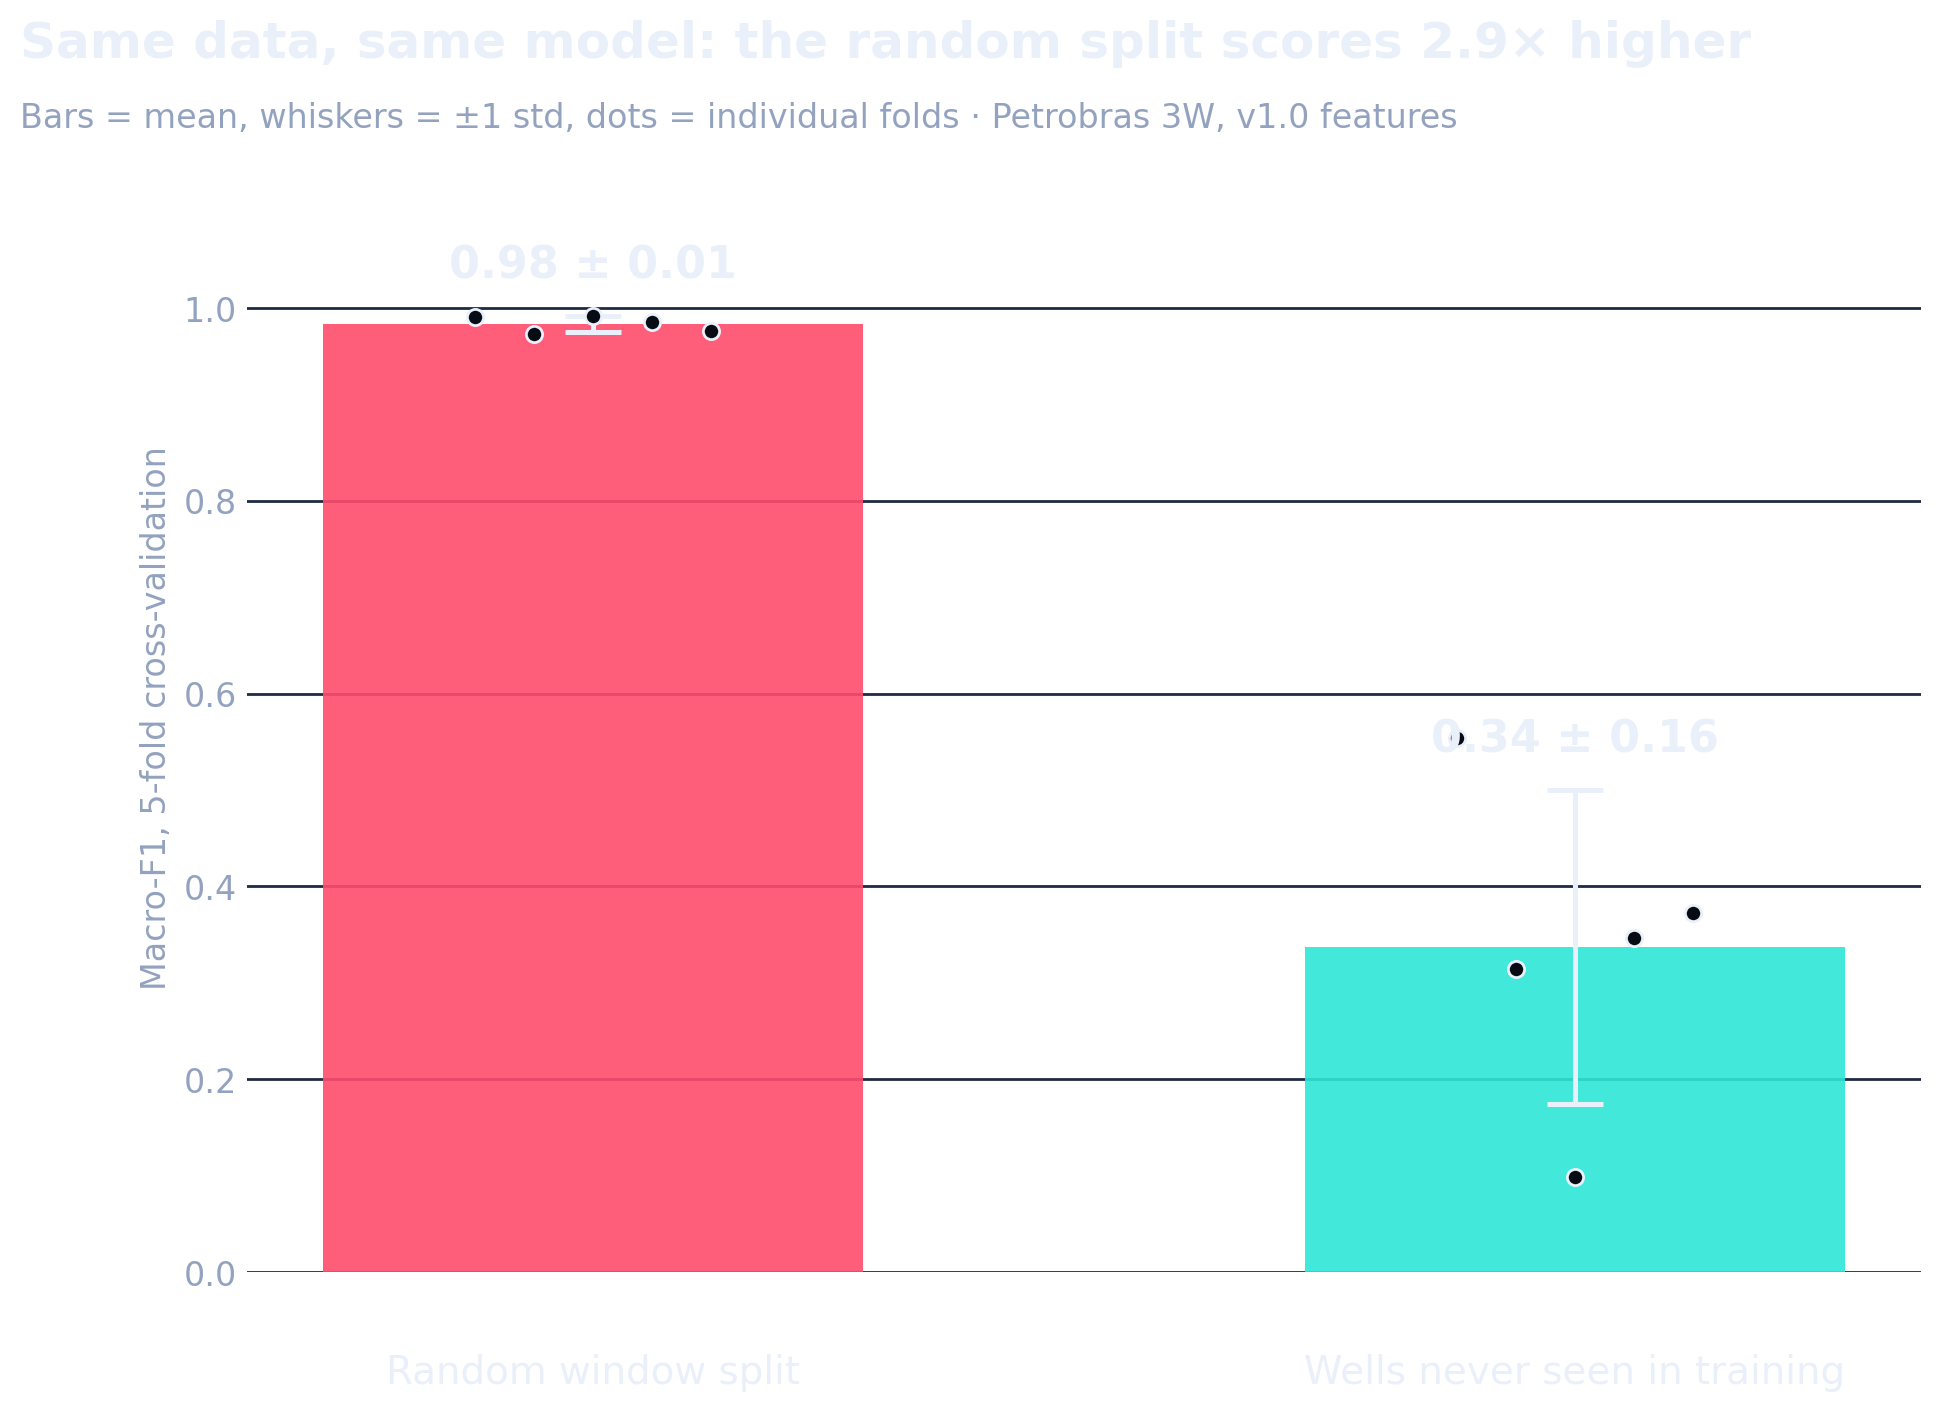 Same data, same model: the random split scores 2.9× higher
Bars = mean, whiskers = ±1 std, dots = individual folds · Petrobras 3W, v1.0 features
0.98 ± 0.01
1.0
0.8
0.6
0.34 ± 0.16
0.4
0.2
0.0
Macro-F1, 5-fold cross-validation
Random window split
Wells never seen in training